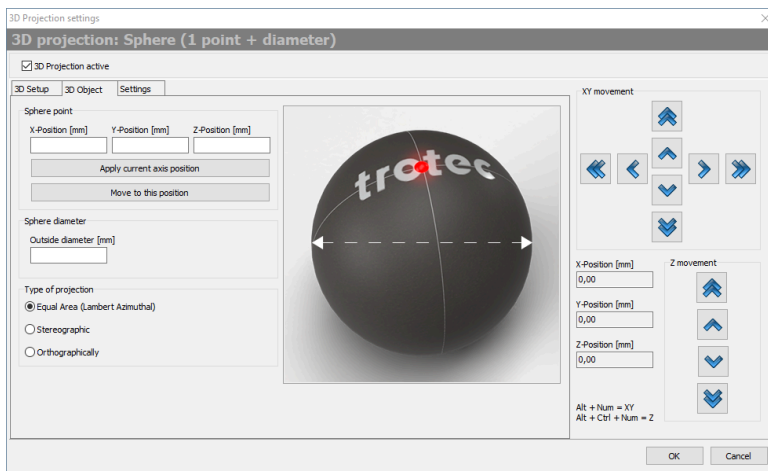 3D Projection settings
3D projection: Sphere (1 point + diameter)
3D Projection active
3D Setup 3D Object Settings
Sphere point
X-Position [mm] Y-Position [mm] Z-Position [mm]
Apply current axis position
Move to this position
Sphere diameter
Outside diameter [mm]
Type of projection
Equal Area (Lambert Azimuthal)
Stereographic
Orthographically
trotec
XY movement
X-Position [mm]
0,00
Y-Position [mm]
0,00
Z-Position [mm]
0,00
Z movement
Alt + Num = XY
Alt + Ctrl + Num = Z
OK Cancel